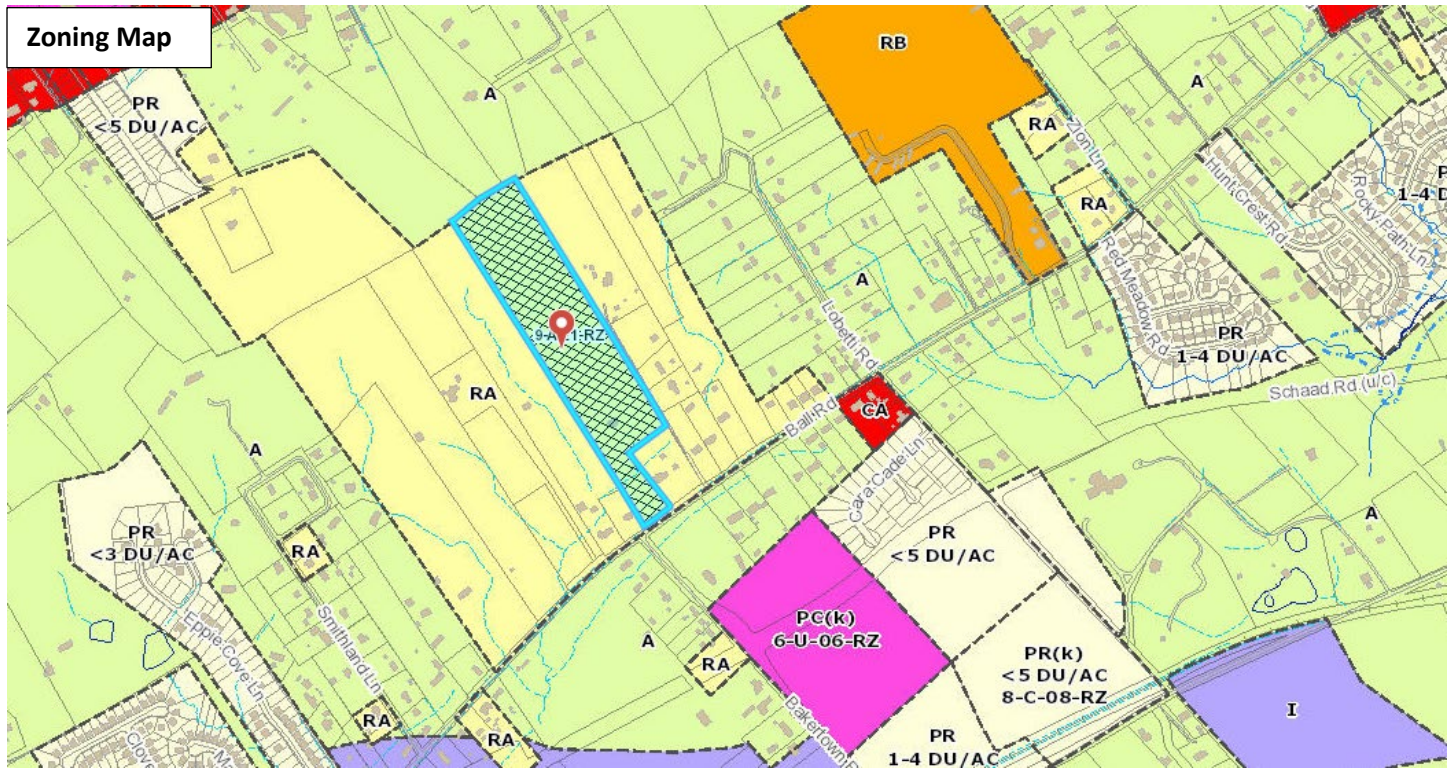 Zoning Map
RB
A
A
PR
<5 DU/AC
RA
Zion Ln
RA
Hunt Crest Rd
Rocky Path Ln
1-4 D
Red Meadow Rd
A
Lobetti Rd
PR
1-4 DU/AC
Schaad Rd (u/c)
RA
Ball Rd
CA
A
Cara Cade Ln
PR
<3 DU/AC
RA
PR
<5 DU/AC
A
Eppie Cove Ln
Smithland Ln
PC(k)
6-U-06-RZ
A
RA
PR(k)
<5 DU/AC
8-C-08-RZ
I
RA
RA
PR
1-4 DU/AC